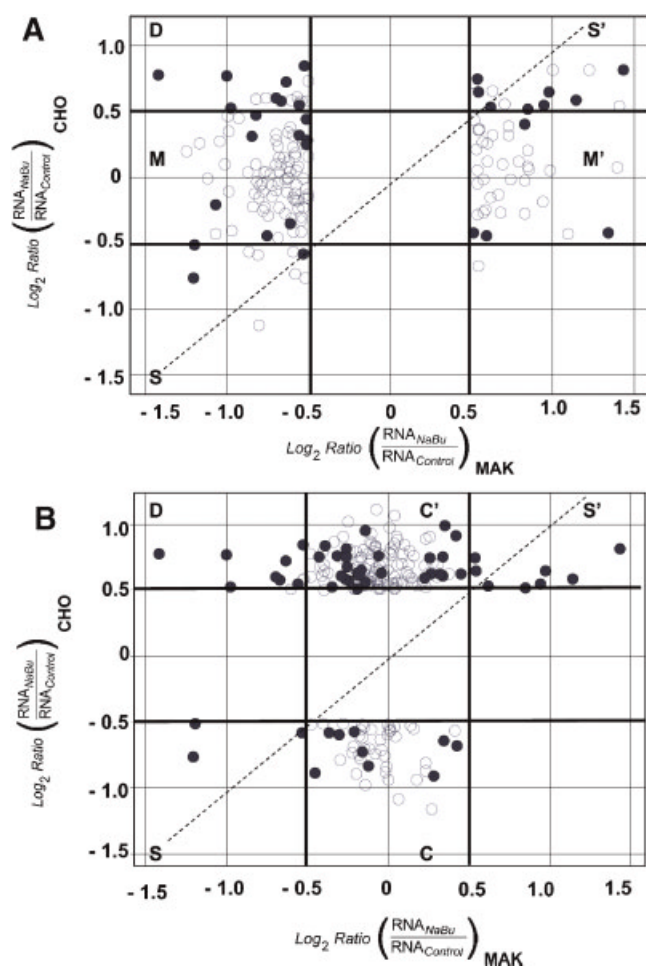 A
D
S'
1.0
0.5
M
M'
0
- 0.5
1.0
- 1.5
S
Log2 Ratio (RNANaBu/RNAControl)CHO
- 1.5 - 1.0 - 0.5 0 0.5 1.0 1.5
Log2 Ratio (RNANaBu/RNAControl)MAK
B
D C' S'
1.0
0.5
0
- 0.5
- 1.0
- 1.5
S C
Log2 Ratio (RNANaBu/RNAControl)CHO
- 1.5 - 1.0 - 0.5 0 0.5 1.0 1.5
Log2 Ratio (RNANaBu/RNAControl)MAK